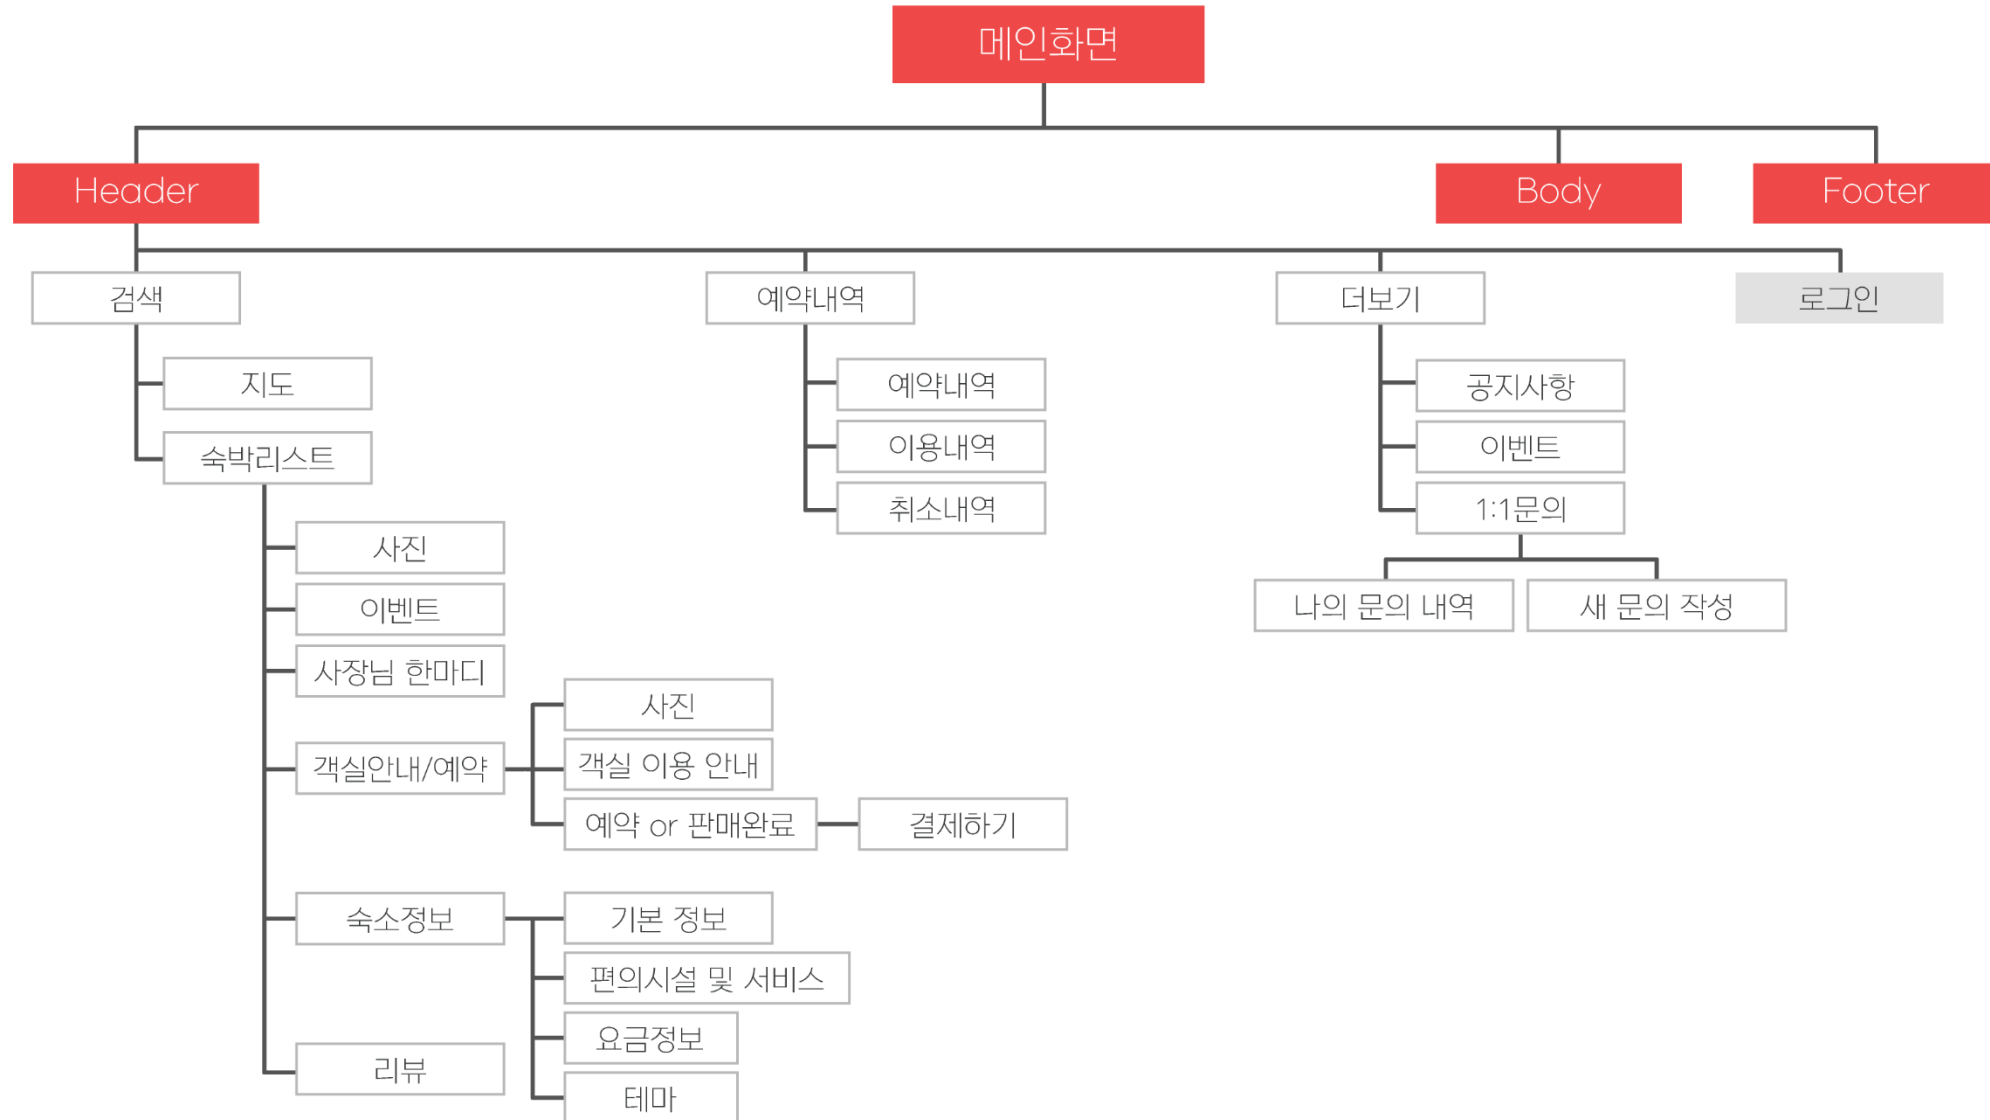 메인화면
Header
Body
Footer
검색
예약내역
더보기
로그인
지도
숙박리스트
예약내역
이용내역
취소내역
공지사항
이벤트
1:1문의
나의 문의 내역
새 문의 작성
사진
이벤트
사장님 한마디
객실안내/예약
사진
객실 이용 안내
예약 or 판매완료
결제하기
숙소정보
기본 정보
편의시설 및 서비스
요금정보
테마
리뷰